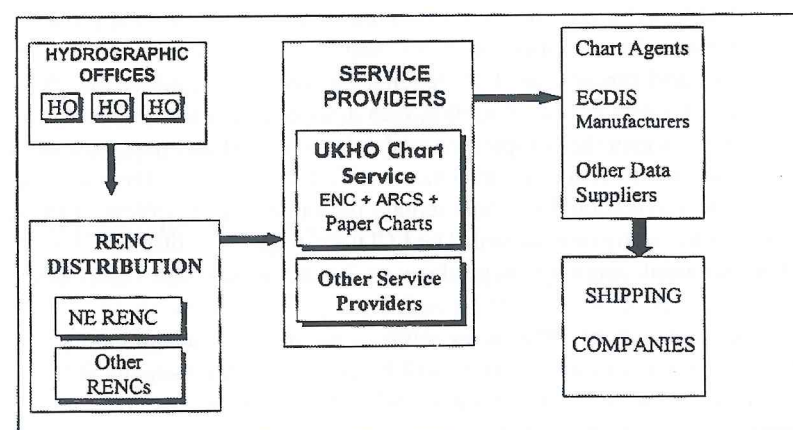 HYDROGRAPHIC
OFFICES
HO HO HO
RENC
DISTRIBUTION
NE RENC
Other
RENCs
SERVICE
PROVIDERS
UKHO Chart
Service
ENC + ARCS +
Paper Charts
Other Service
Providers
Chart Agents
ECDIS
Manufacturers
Other Data
Suppliers
SHIPPING
COMPANIES